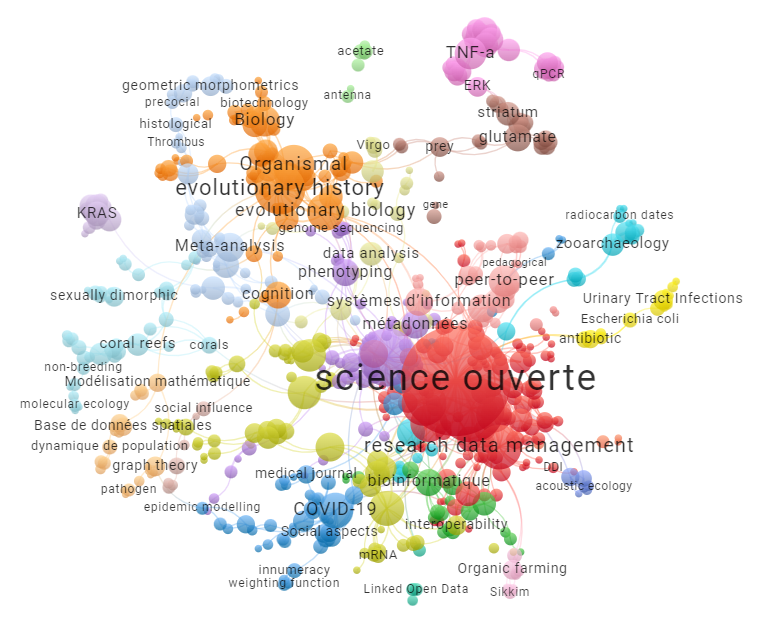 acetate
TNF-a
qPCR
ERK
geometric morphometrics
precocial
biotechnology
antenna
striatum
Biology
histological
glutamate
Thrombus
Virgo
prey
Organismal
evolutionary history
gene
KRAS
evolutionary biology
radiocarbon dates
genome sequencing
Meta-analysis
zooarchaeology
data analysis
pedagogical
phenotyping
peer-to-peer
sexually dimorphic
cognition
systèmes d'information
Urinary Tract Infections
métadonnées
Escherichia coli
coral reefs
corals
antibiotic
non-breeding
Modélisation mathématique
science ouverte
molecular ecology
social influence
Base de données spatiales
dynamique de population
research data management
graph theory
DDI
medical journal
bioinformatique
acoustic ecology
pathogen
epidemic modelling
COVID-19
interoperability
Social aspects
mRNA
innumeracy
Organic farming
weighting function
Linked Open Data
Sikkim